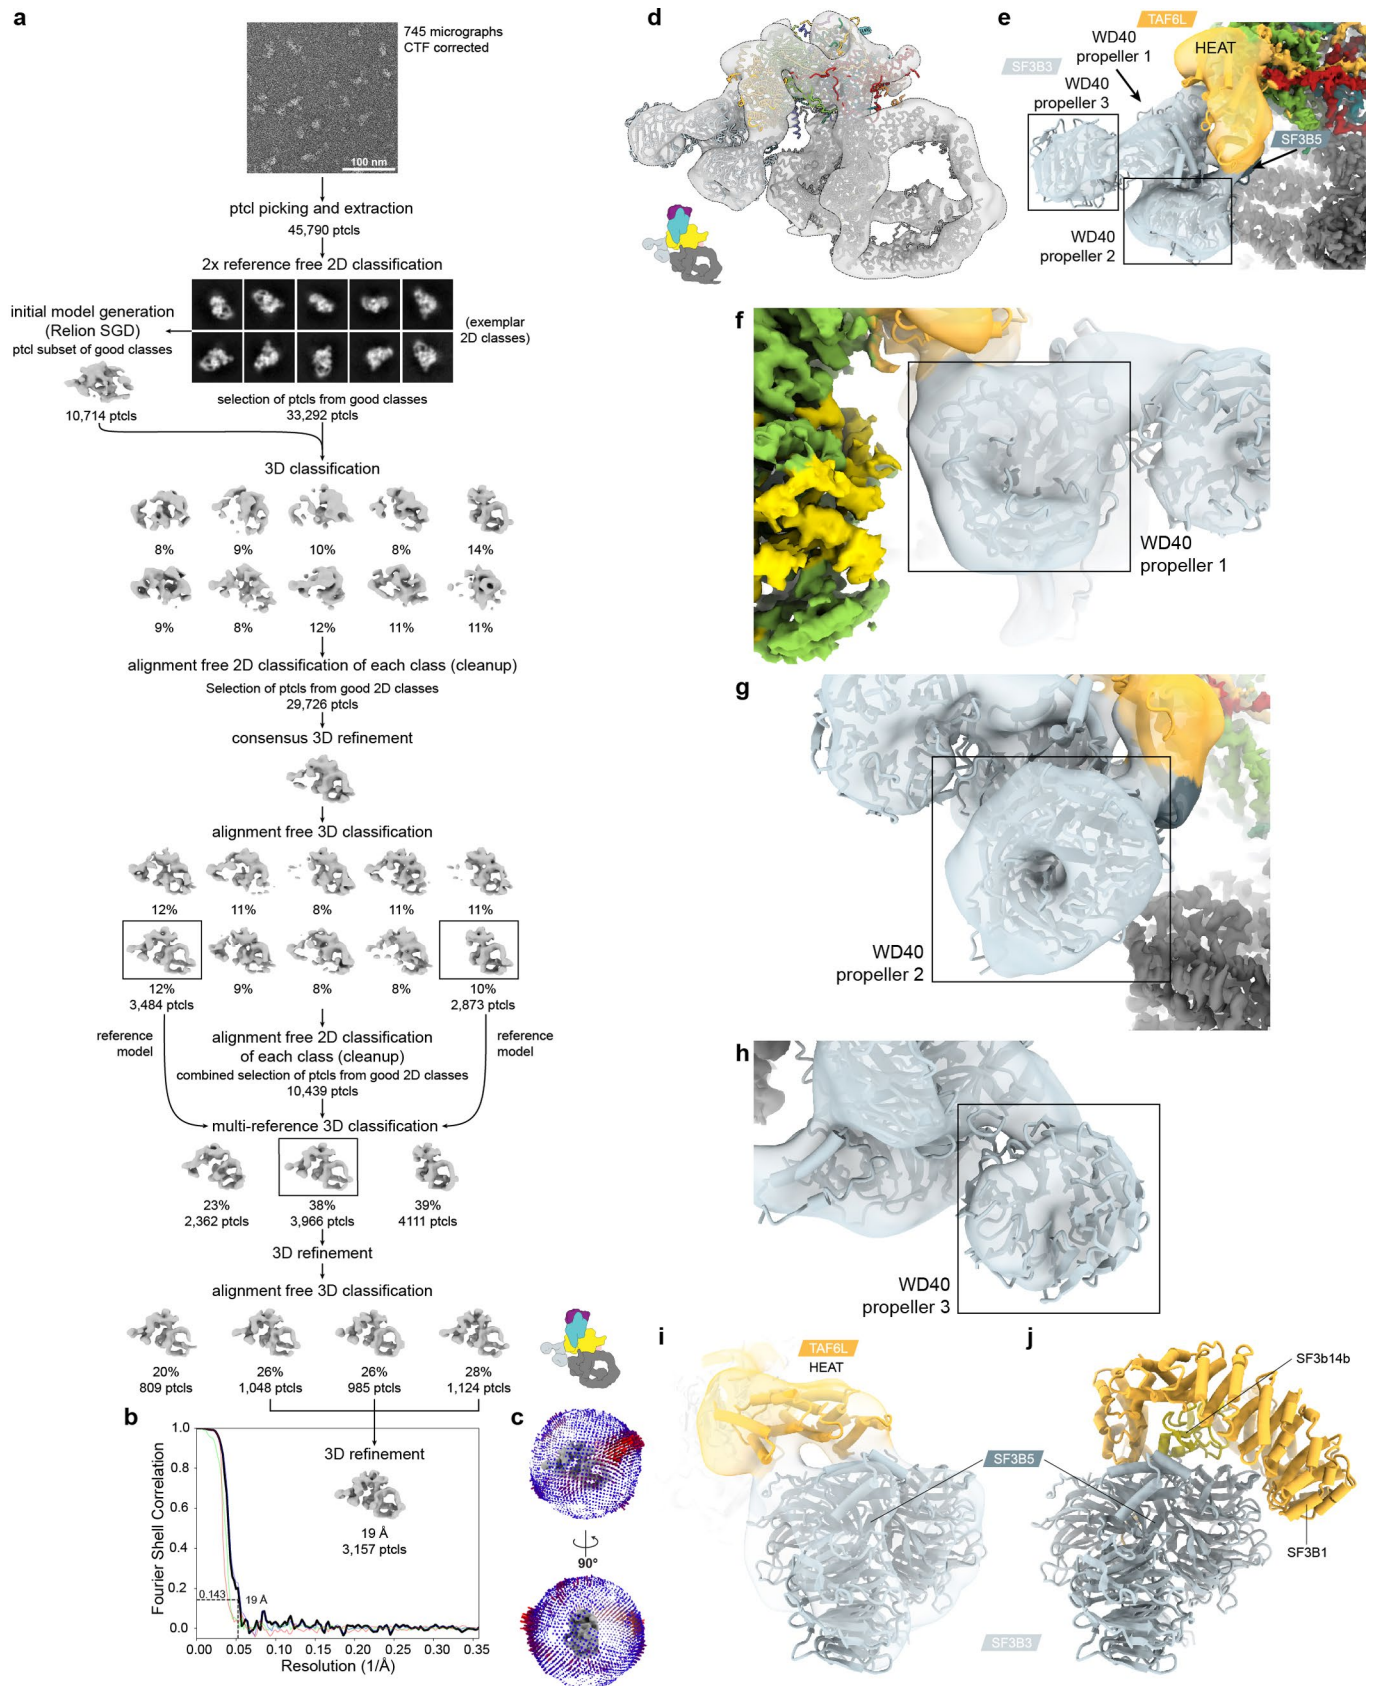 a
745 micrographs
CTF corrected
100 nm
ptcl picking and extraction
45,790 ptcls
2x reference free 2D classification
initial model generation
(Relion SGD)
ptcl subset of good classes
10,714 ptcls
(exemplar
2D classes)
selection of ptcls from good classes
33,292 ptcls
3D classification
8% 9% 10% 8% 14%
9% 8% 12% 11% 11%
alignment free 2D classification of each class (cleanup)
Selection of ptcls from good 2D classes
29,726 ptcls
consensus 3D refinement
alignment free 3D classification
12% 11% 8% 11% 11%
12% 9% 8% 8% 10%
3,484 ptcls 2,873 ptcls
reference
model
alignment free 2D classification
of each class (cleanup)
combined selection of ptcls from good 2D classes
10,439 ptcls
reference
model
multi-reference 3D classification
23% 38% 39%
2,362 ptcls 3,966 ptcls 4111 ptcls
3D refinement
alignment free 3D classification
20% 26% 26% 28%
809 ptcls 1,048 ptcls 985 ptcls 1,124 ptcls
3D refinement
19 Å
3,157 ptcls
b
Fourier Shell Correlation
1.0
0.8
0.6
0.4
0.2
0.0
0.143
19 Å
0.00 0.05 0.10 0.15 0.20 0.25 0.30 0.35
Resolution (1/Å)
c
90°
d
e
TAF6L
HEAT
WD40
propeller 1
SF3B3
WD40
propeller 3
SF3B5
WD40
propeller 2
f
WD40
propeller 1
g
WD40
propeller 2
h
WD40
propeller 3
i
TAF6L
HEAT
SF3B5
SF3B3
j
SF3b14b
SF3B1